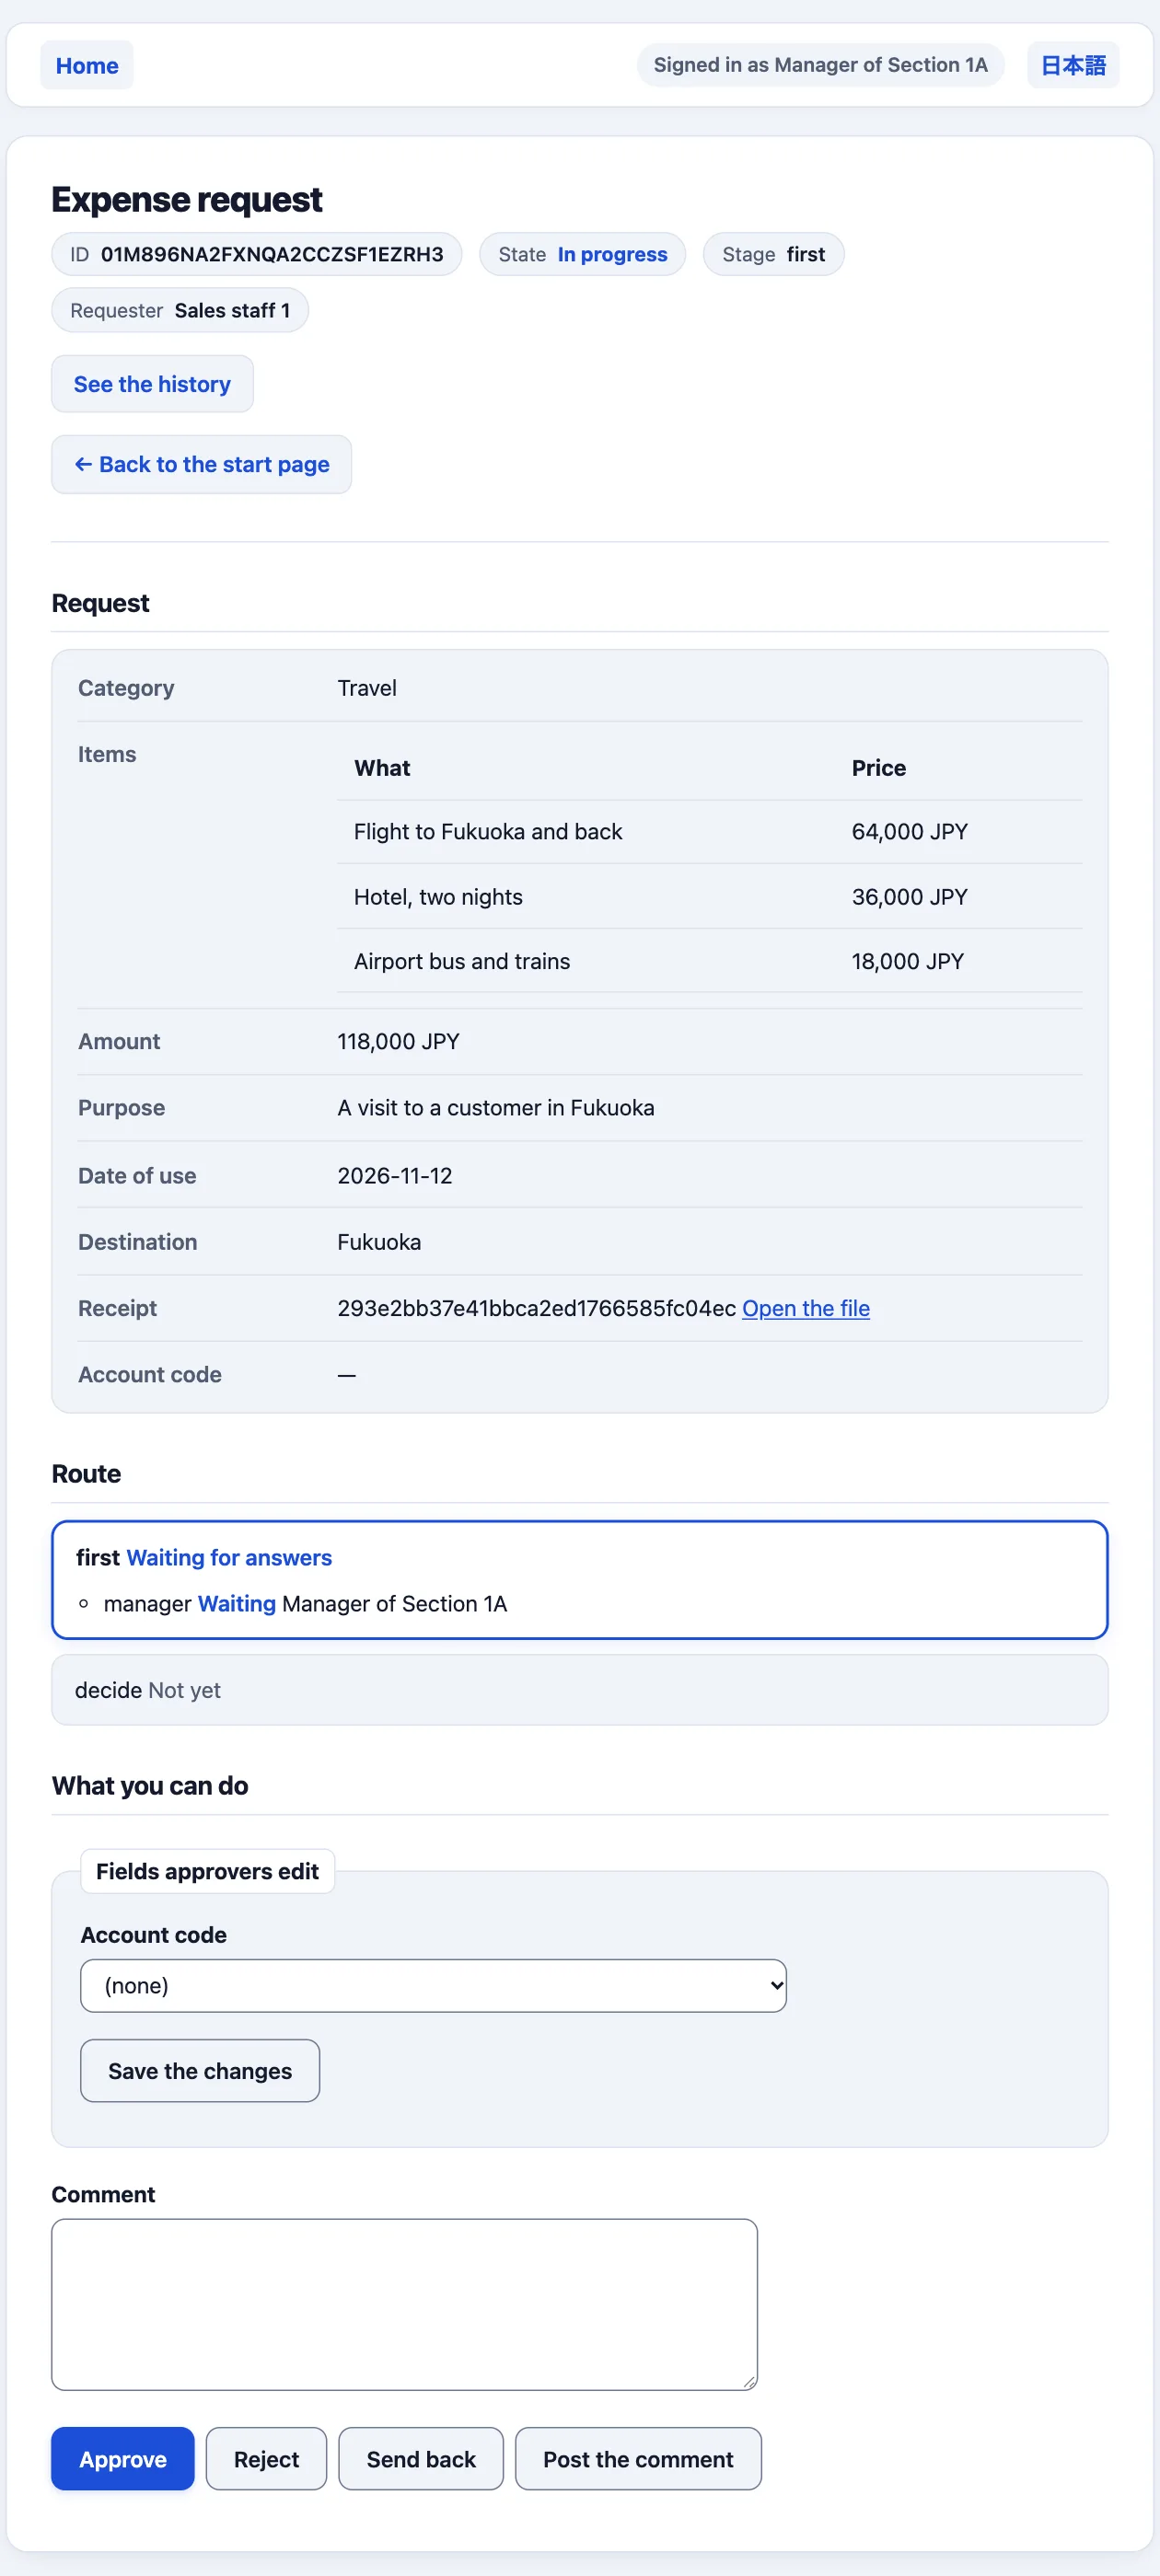 Home
Signed in as Manager of Section 1A
日本語
Expense request
ID 01M896NA2FXNQA2CCZSF1EZRH3
State In progress
Stage first
Requester Sales staff 1
See the history
← Back to the start page
Request
Category Travel
Items
What Price
Flight to Fukuoka and back 64,000 JPY
Hotel, two nights 36,000 JPY
Airport bus and trains 18,000 JPY
Amount 118,000 JPY
Purpose A visit to a customer in Fukuoka
Date of use 2026-11-12
Destination Fukuoka
Receipt 293e2bb37e41bbca2ed1766585fc04ec Open the file
Account code —
Route
first Waiting for answers
manager Waiting Manager of Section 1A
decide Not yet
What you can do
Fields approvers edit
Account code
(none)
Save the changes
Comment
Approve
Reject
Send back
Post the comment